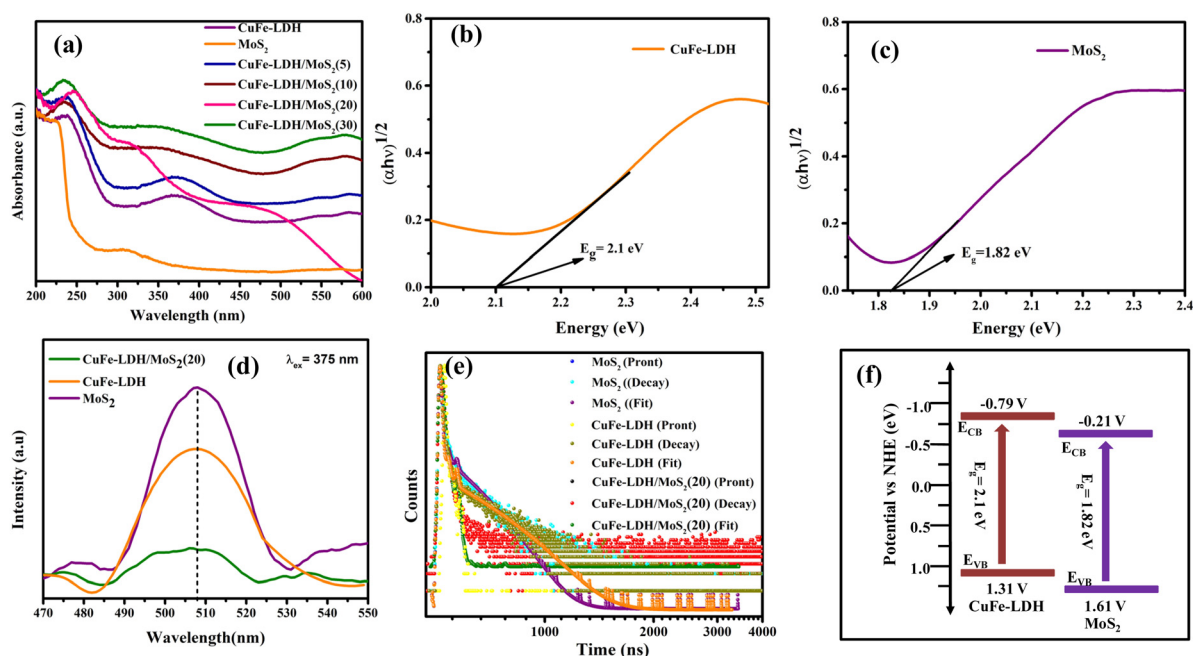 (a)
CuFe-LDH
MoS2
CuFe-LDH/MoS2(5)
CuFe-LDH/MoS2(10)
CuFe-LDH/MoS2(20)
CuFe-LDH/MoS2(30)
Absorbance (a.u.)
200 250 300 350 400 450 500 550 600
Wavelength (nm)
(b)
CuFe-LDH
(αhν)1/2
0.8
0.6
0.4
0.2
0.0
Eg= 2.1 eV
2.0 2.1 2.2 2.3 2.4 2.5
Energy (eV)
(c)
MoS2
(αhν)1/2
0.8
0.6
0.4
0.2
0.0
Eg=1.82 eV
1.8 1.9 2.0 2.1 2.2 2.3 2.4
Energy (eV)
(d)
CuFe-LDH/MoS2(20)
CuFe-LDH
MoS2
λex= 375 nm
Intensity (a.u)
470 480 490 500 510 520 530 540 550
Wavelength(nm)
(e)
MoS2 (Pront)
MoS2 ((Decay)
MoS2 ((Fit)
CuFe-LDH (Pront)
CuFe-LDH (Decay)
CuFe-LDH (Fit)
CuFe-LDH/MoS2(20) (Pront)
CuFe-LDH/MoS2(20) (Decay)
CuFe-LDH/MoS2(20) (Fit)
Counts
1000 2000 3000 4000
Time (ns)
(f)
Potential vs NHE (eV)
-1.0
-0.5
0.0
0.5
1.0
-0.79 V
ECB
Eg= 2.1 eV
EVB
1.31 V
CuFe-LDH
-0.21 V
ECB
Eg= 1.82 eV
EVB
1.61 V
MoS2